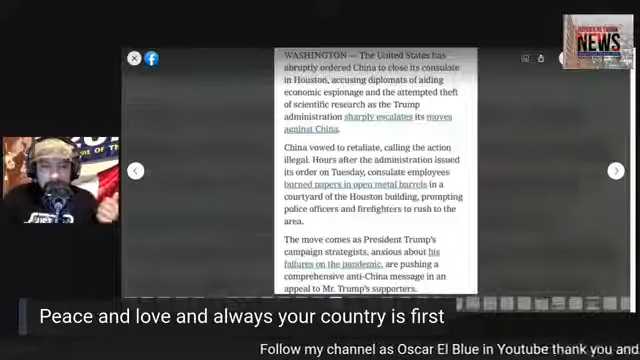 NEWS
WASHINGTON — The United States has
abruptly ordered China to close its consulate
in Houston, accusing diplomats of aiding
economic espionage and the attempted theft
of scientific research as the Trump
administration sharply escalates its moves
against China.
China vowed to retaliate, calling the action
illegal. Hours after the administration issued
its order on Tuesday, consulate employees
burned papers in open metal barrels in a
courtyard of the Houston building, prompting
police officers and firefighters to rush to the
area.
The move comes as President Trump's
campaign strategists, anxious about his
failures on the pandemic, are pushing a
comprehensive anti-China message in an
appeal to Mr. Trump's supporters.
Peace and love and always your country is first
Follow my channel as Oscar El Blue in Youtube thank you and